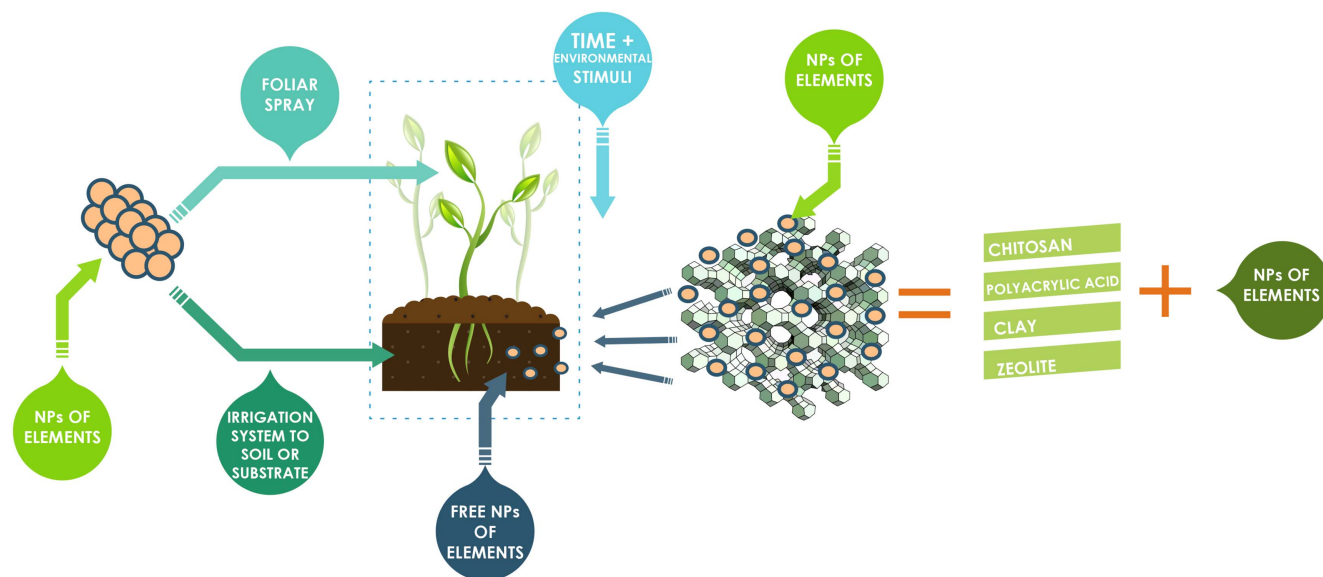 FOLIAR
SPRAY
TIME +
ENVIRONMENTAL
STIMULI
NPs OF
ELEMENTS
NPs OF
ELEMENTS
IRRIGATION
SYSTEM TO
SOIL OR
SUBSTRATE
FREE NPs
OF
ELEMENTS
CHITOSAN
POLYACRYLIC ACID
CLAY
ZEOLITE
NPs OF
ELEMENTS